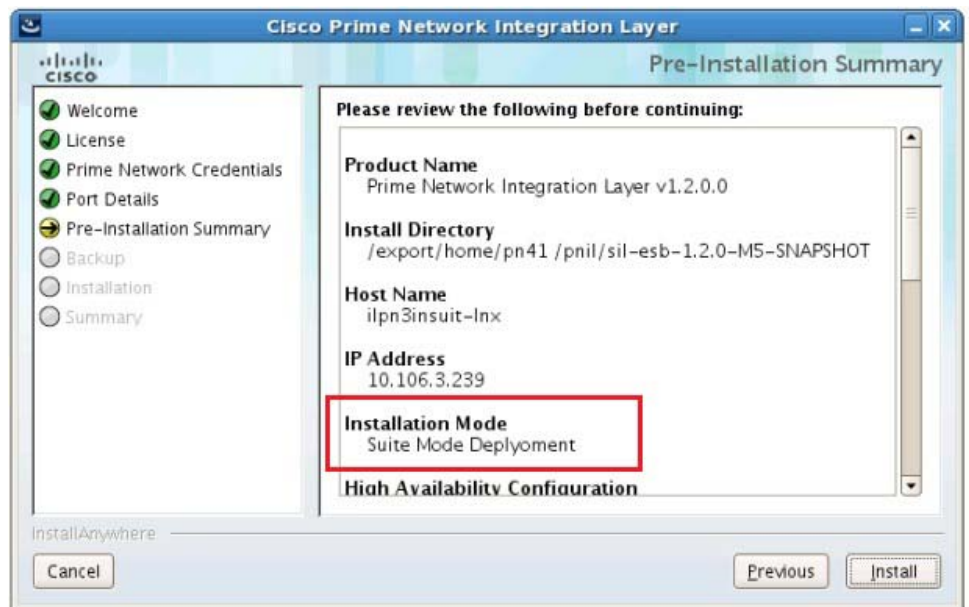 Cisco Prime Network Integration Layer
CISCO
Pre-Installation Summary
Welcome
License
Prime Network Credentials
Port Details
Pre-Installation Summary
Backup
Installation
Summary
Please review the following before continuing:
Product Name
Prime Network Integration Layer v1.2.0.0
Install Directory
/export/home/pn41 /pnil/sil-esb-1.2.0-M5-SNAPSHOT
Host Name
ilpn3insuit-lnx
IP Address
10.106.3.239
Installation Mode
Suite Mode Deplyoment
High Availability Configuration
InstallAnywhere
Cancel
Previous
Install